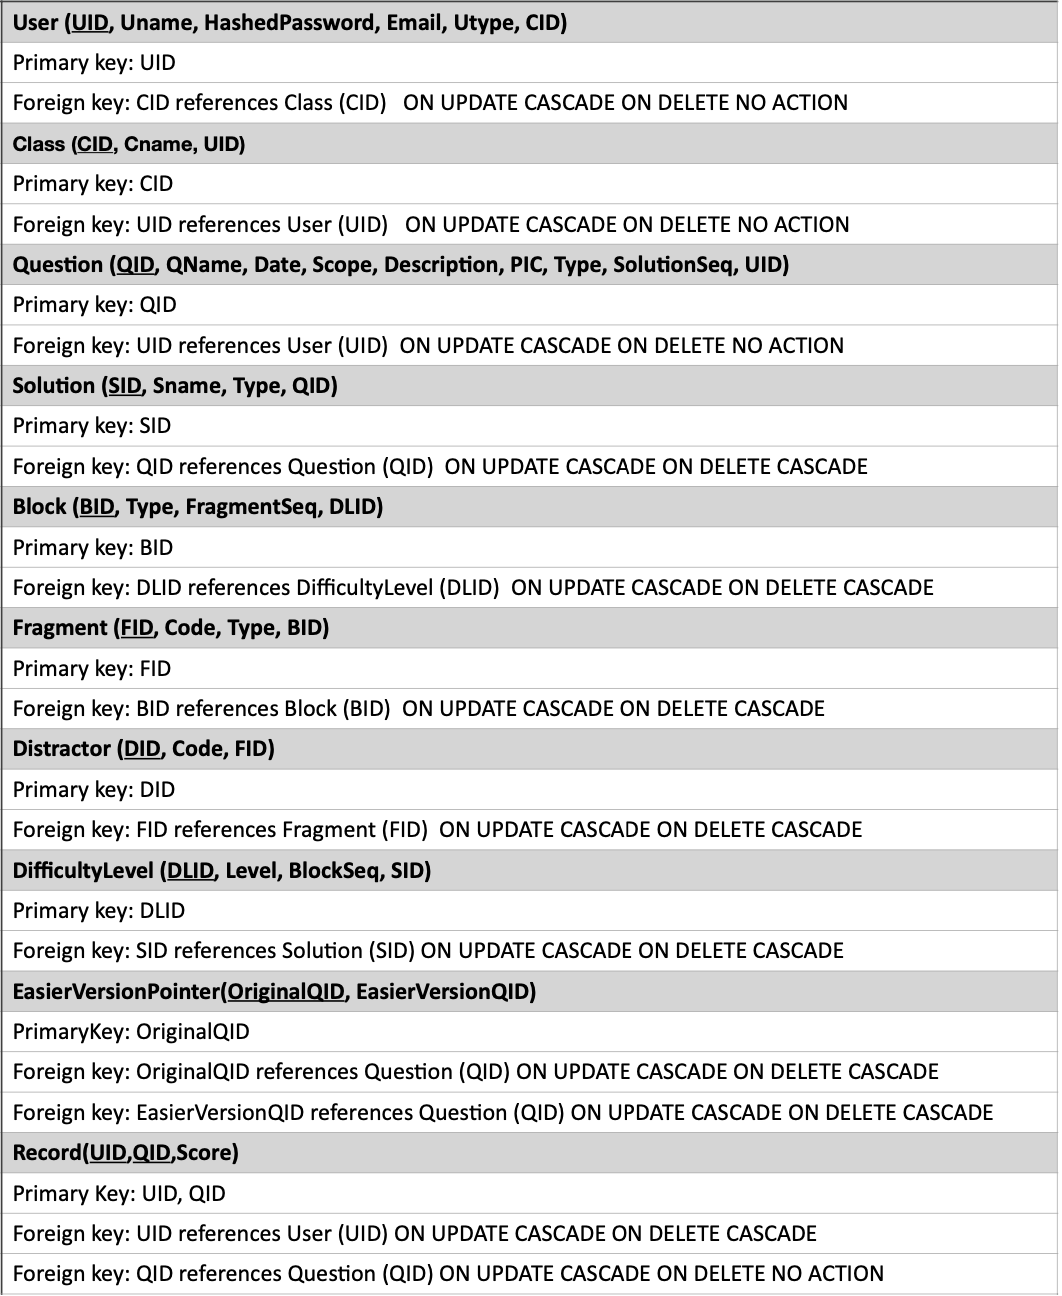 User (UID, Uname, HashedPassword, Email, Utype, CID)
Primary key: UID
Foreign key: CID references Class (CID) ON UPDATE CASCADE ON DELETE NO ACTION
Class (CID, Cname, UID)
Primary key: CID
Foreign key: UID references User (UID) ON UPDATE CASCADE ON DELETE NO ACTION
Question (QID, QName, Date, Scope, Description, PIC, Type, SolutionSeq, UID)
Primary key: QID
Foreign key: UID references User (UID) ON UPDATE CASCADE ON DELETE NO ACTION
Solution (SID, Sname, Type, QID)
Primary key: SID
Foreign key: QID references Question (QID) ON UPDATE CASCADE ON DELETE CASCADE
Block (BID, Type, FragmentSeq, DLID)
Primary key: BID
Foreign key: DLID references DifficultyLevel (DLID) ON UPDATE CASCADE ON DELETE CASCADE
Fragment (FID, Code, Type, BID)
Primary key: FID
Foreign key: BID references Block (BID) ON UPDATE CASCADE ON DELETE CASCADE
Distractor (DID, Code, FID)
Primary key: DID
Foreign key: FID references Fragment (FID) ON UPDATE CASCADE ON DELETE CASCADE
DifficultyLevel (DLID, Level, BlockSeq, SID)
Primary key: DLID
Foreign key: SID references Solution (SID) ON UPDATE CASCADE ON DELETE CASCADE
EasierVersionPointer(OriginalQID, EasierVersionQID)
PrimaryKey: OriginalQID
Foreign key: OriginalQID references Question (QID) ON UPDATE CASCADE ON DELETE CASCADE
Foreign key: EasierVersionQID references Question (QID) ON UPDATE CASCADE ON DELETE CASCADE
Record(UID,QID,Score)
Primary Key: UID, QID
Foreign key: UID references User (UID) ON UPDATE CASCADE ON DELETE CASCADE
Foreign key: QID references Question (QID) ON UPDATE CASCADE ON DELETE NO ACTION